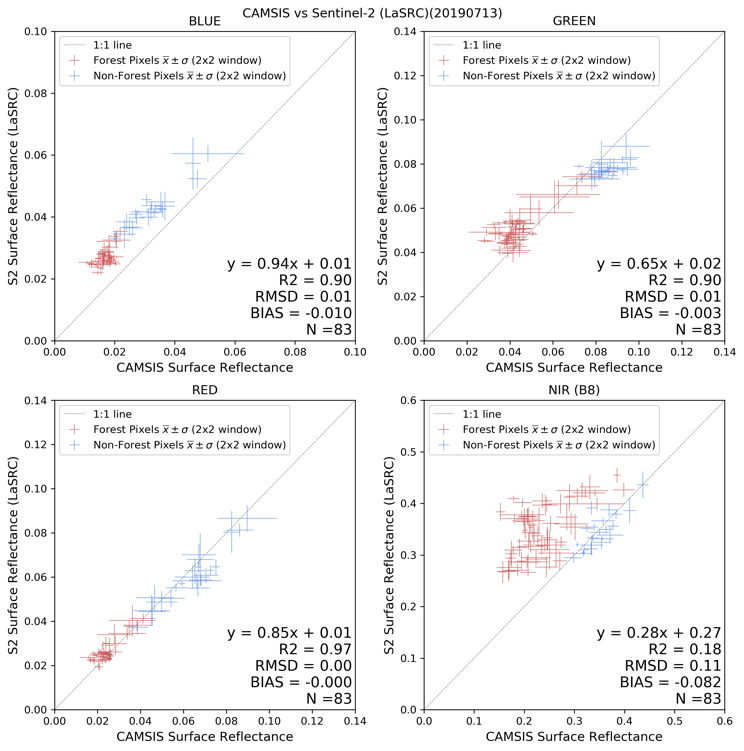 CAMSIS vs Sentinel-2 (LaSRC)(20190713)
BLUE
1:1 line
Forest Pixels x̅ ± σ (2x2 window)
Non-Forest Pixels x̅ ± σ (2x2 window)
S2 Surface Reflectance (LaSRC)
0.10
0.08
0.06
0.04
0.02
0.00
y = 0.94x + 0.01
R2 = 0.90
RMSD = 0.01
BIAS = -0.010
N =83
0.00 0.02 0.04 0.06 0.08 0.10
CAMSIS Surface Reflectance
GREEN
1:1 line
Forest Pixels x̅ ± σ (2x2 window)
Non-Forest Pixels x̅ ± σ (2x2 window)
S2 Surface Reflectance (LaSRC)
0.14
0.12
0.10
0.08
0.06
0.04
0.02
0.00
y = 0.65x + 0.02
R2 = 0.90
RMSD = 0.01
BIAS = -0.003
N =83
0.00 0.02 0.04 0.06 0.08 0.10 0.12 0.14
CAMSIS Surface Reflectance
RED
1:1 line
Forest Pixels x̅ ± σ (2x2 window)
Non-Forest Pixels x̅ ± σ (2x2 window)
S2 Surface Reflectance (LaSRC)
0.14
0.12
0.10
0.08
0.06
0.04
0.02
0.00
y = 0.85x + 0.01
R2 = 0.97
RMSD = 0.00
BIAS = -0.000
N =83
0.00 0.02 0.04 0.06 0.08 0.10 0.12 0.14
CAMSIS Surface Reflectance
NIR (B8)
1:1 line
Forest Pixels x̅ ± σ (2x2 window)
Non-Forest Pixels x̅ ± σ (2x2 window)
S2 Surface Reflectance (LaSRC)
0.6
0.5
0.4
0.3
0.2
0.1
0.0
y = 0.28x + 0.27
R2 = 0.18
RMSD = 0.11
BIAS = -0.082
N =83
0.0 0.1 0.2 0.3 0.4 0.5 0.6
CAMSIS Surface Reflectance